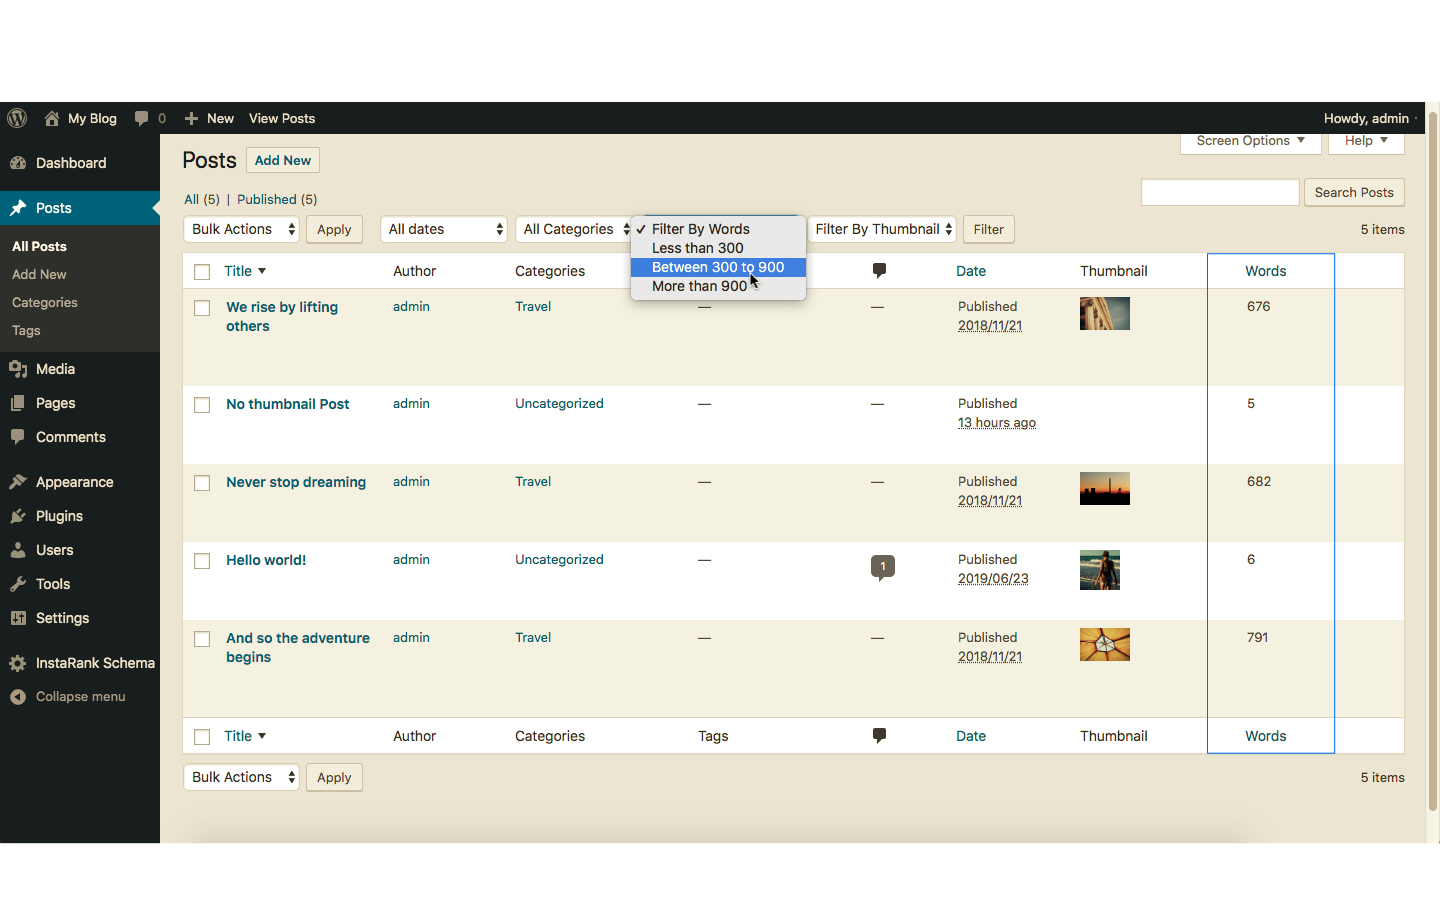 My Blog 0 New View Posts Howdy, admin
Dashboard
Posts
All Posts
Add New
Categories
Tags
Media
Pages
Comments
Appearance
Plugins
Users
Tools
Settings
InstaRank Schema
Collapse menu
Posts Add New
Screen Options Help
All (5) | Published (5)
Search Posts
Bulk Actions Apply All dates All Categories Filter By Thumbnail Filter 5 items
✓ Filter By Words
Less than 300
Between 300 to 900
More than 900
Title Author Categories Date Thumbnail Words
We rise by lifting others admin Travel — — Published 2018/11/21 676
No thumbnail Post admin Uncategorized — — Published 13 hours ago 5
Never stop dreaming admin Travel — — Published 2018/11/21 682
Hello world! admin Uncategorized — 1 Published 2019/06/23 6
And so the adventure begins admin Travel — — Published 2018/11/21 791
Title Author Categories Tags Date Thumbnail Words
Bulk Actions Apply 5 items